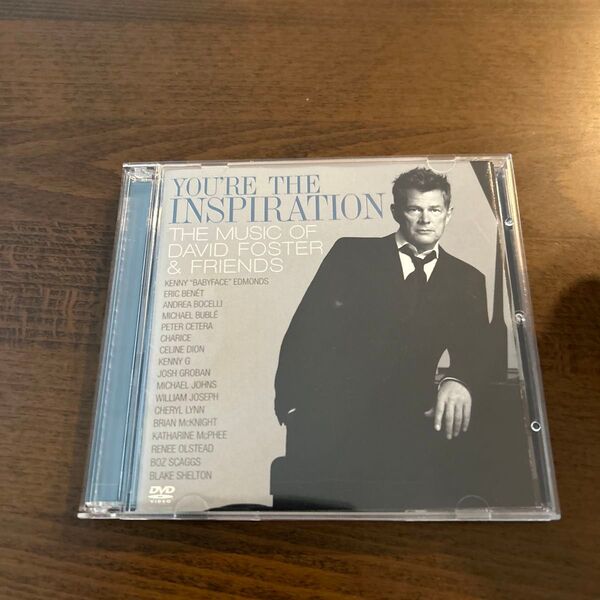 YOU'RE THE
INSPIRATION
THE MUSIC OF
DAVID FOSTER
& FRIENDS
KENNY "BABYFACE" EDMONDS
ERIC BENÉT
ANDREA BOCELLI
MICHAEL BUBLÉ
PETER CETERA
CHARICE
CELINE DION
KENNY G
JOSH GROBAN
MICHAEL JOHNS
WILLIAM JOSEPH
CHERYL LYNN
BRIAN McKNIGHT
KATHARINE McPHEE
RENEE OLSTEAD
BOZ SCAGGS
BLAKE SHELTON
DVD
VIDEO